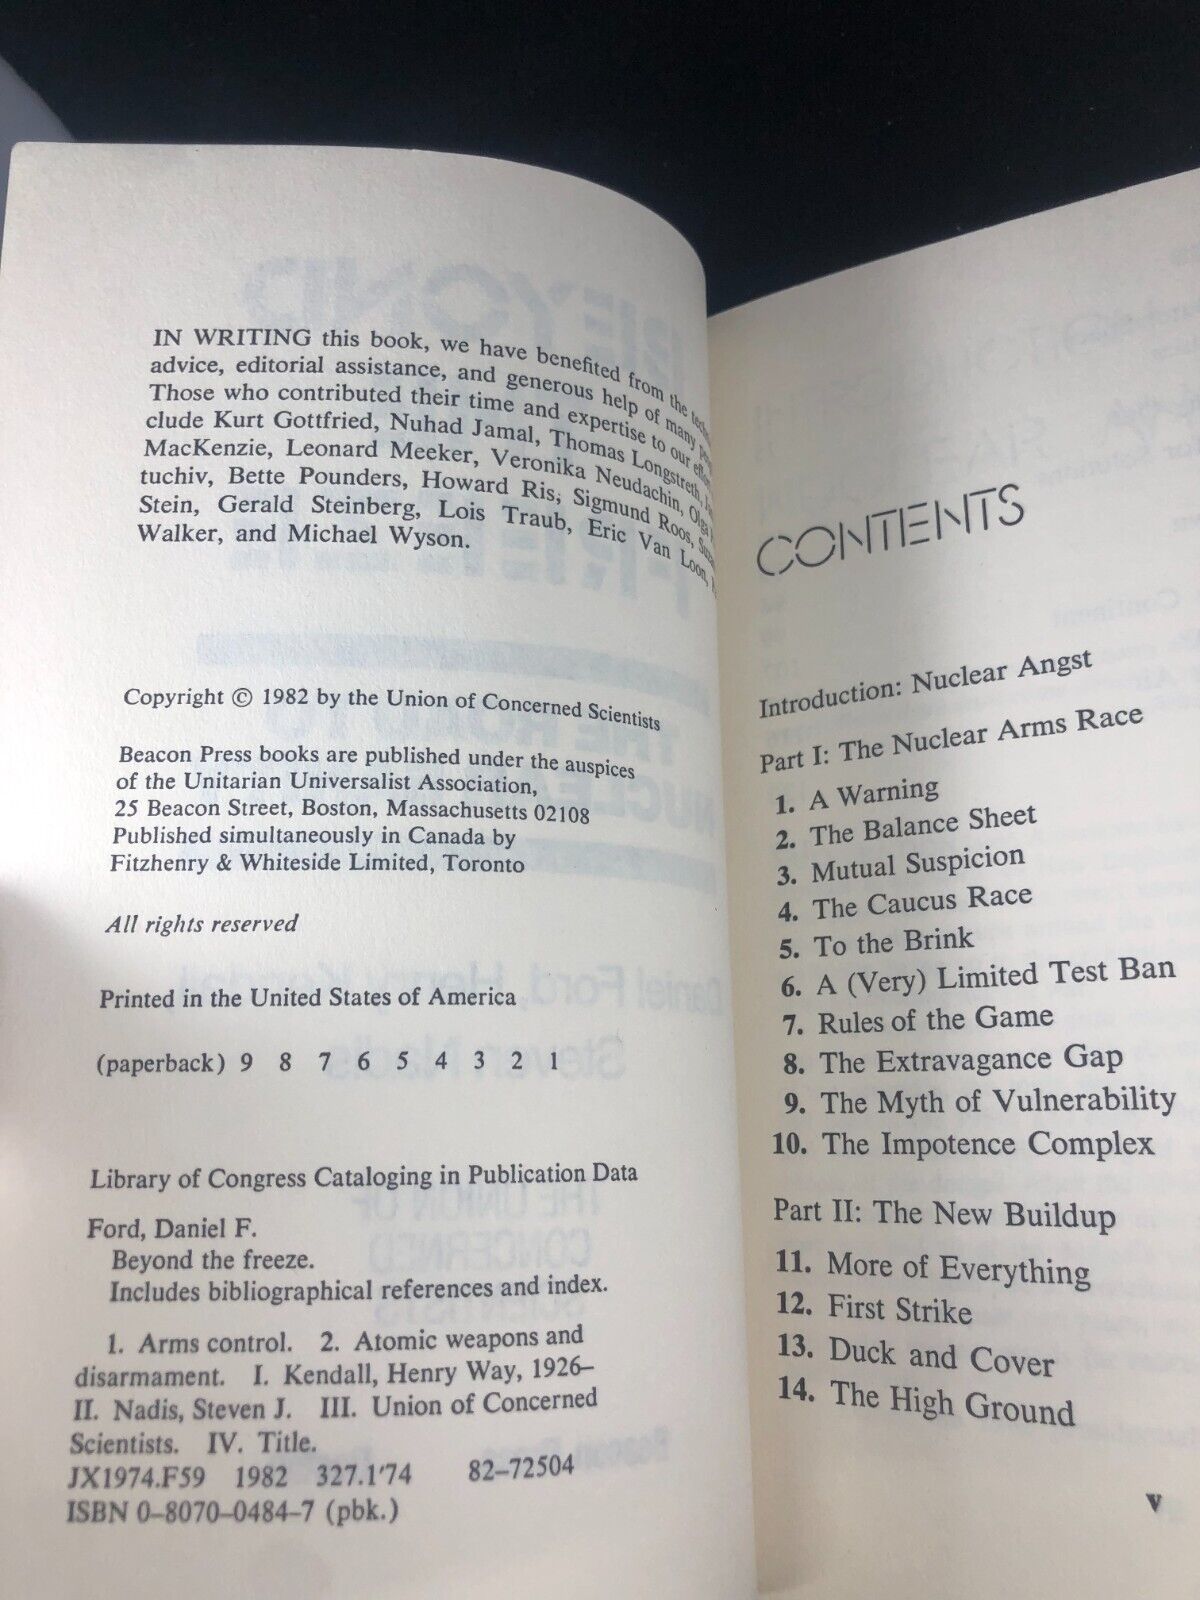 IN WRITING this book, we have benefited from the
advice, editorial assistance, and generous help of many
Those who contributed their time and expertise to our
clude Kurt Gottfried, Nuhad Jamal, Thomas Longstreth,
MacKenzie, Leonard Meeker, Veronika Neudachin, Olga
tuchiv, Bette Pounders, Howard Ris, Sigmund Roos,
Stein, Gerald Steinberg, Lois Traub, Eric Van Loon,
Walker, and Michael Wyson.
Copyright © 1982 by the Union of Concerned Scientists
Beacon Press books are published under the auspices
of the Unitarian Universalist Association,
25 Beacon Street, Boston, Massachusetts 02108
Published simultaneously in Canada by
Fitzhenry & Whiteside Limited, Toronto
All rights reserved
Printed in the United States of America
(paperback) 9 8 7 6 5 4 3 2 1
Library of Congress Cataloging in Publication Data
Ford, Daniel F.
Beyond the freeze.
Includes bibliographical references and index.
1. Arms control. 2. Atomic weapons and
disarmament. I. Kendall, Henry Way, 1926–
II. Nadis, Steven J. III. Union of Concerned
Scientists. IV. Title.
JX1974.F59 1982 327.1'74 82–72504
ISBN 0–8070–0484–7 (pbk.)
CONTENTS
Introduction: Nuclear Angst
Part I: The Nuclear Arms Race
1. A Warning
2. The Balance Sheet
3. Mutual Suspicion
4. The Caucus Race
5. To the Brink
6. A (Very) Limited Test Ban
7. Rules of the Game
8. The Extravagance Gap
9. The Myth of Vulnerability
10. The Impotence Complex
Part II: The New Buildup
11. More of Everything
12. First Strike
13. Duck and Cover
14. The High Ground
v